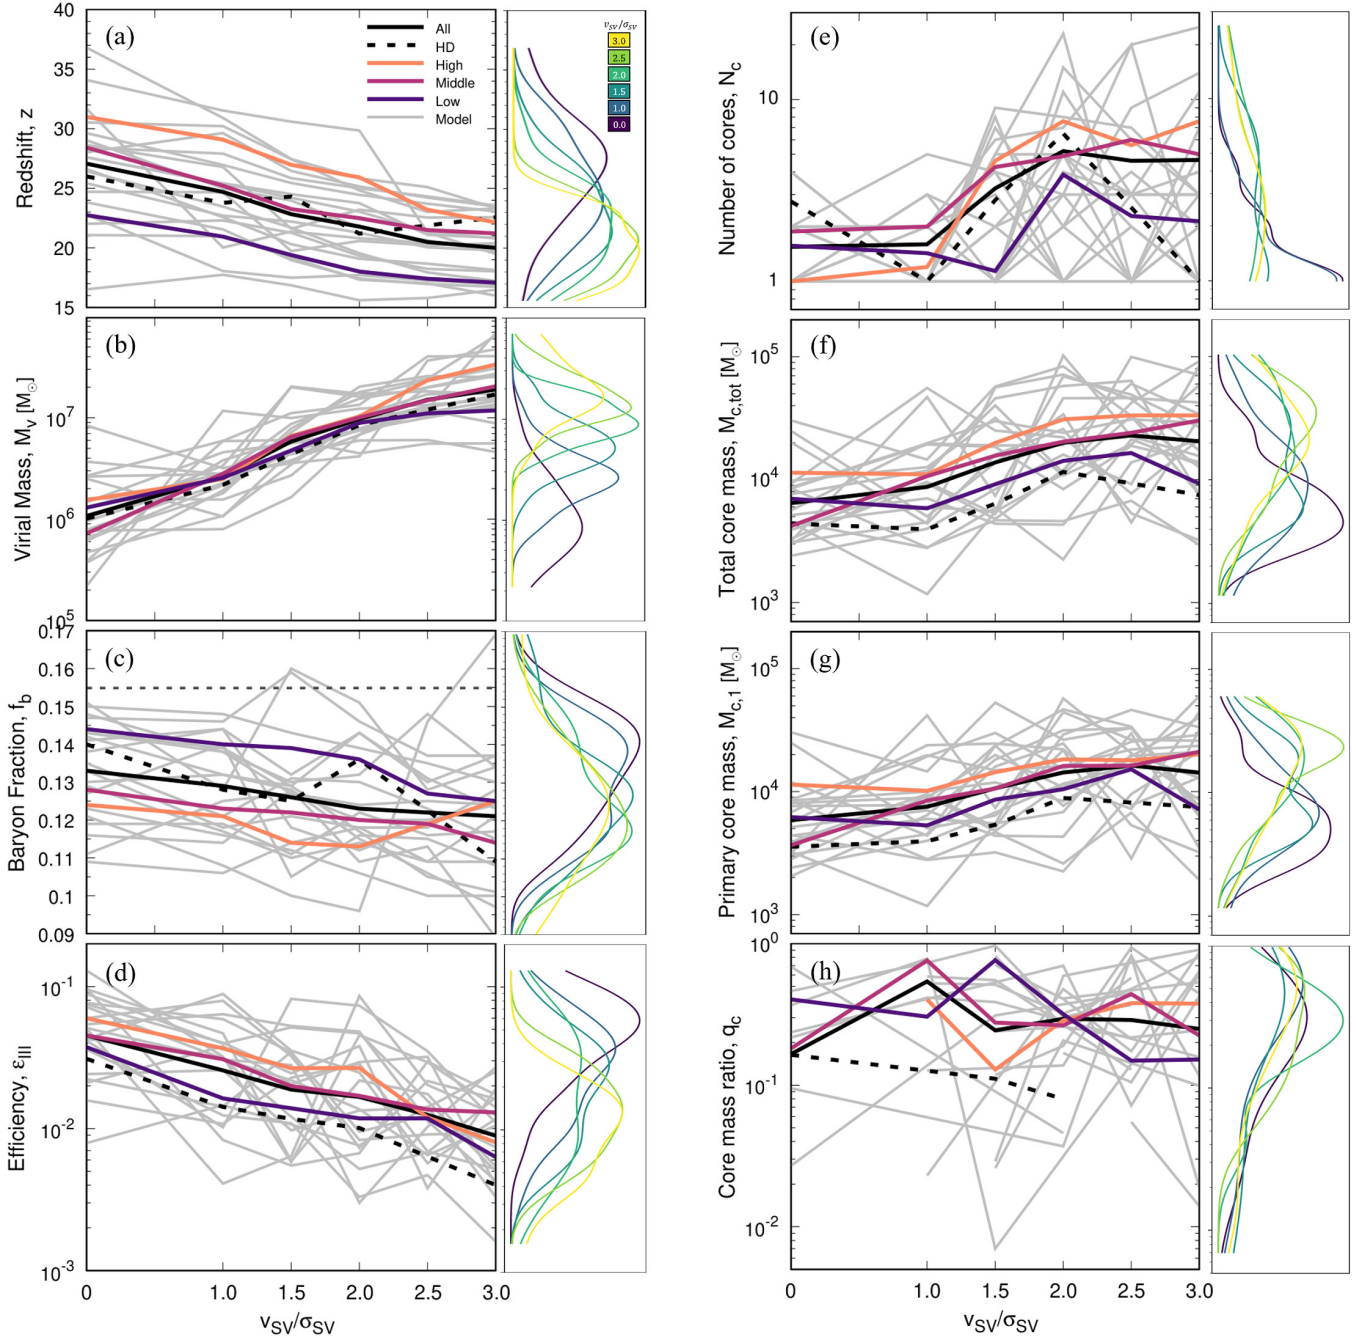 (a)
Redshift, z
40
35
30
25
20
15
All
HD
High
Middle
Low
Model
v_SV/σ_SV
3.0
2.5
2.0
1.5
1.0
0.0
(b)
Virial Mass, M_v [M_⊙]
10^7
10^6
10^5
(c)
Baryon Fraction, f_b
0.17
0.16
0.15
0.14
0.13
0.12
0.11
0.1
0.09
(d)
Efficiency, ε_III
10^-1
10^-2
10^-3
0 1.0 1.5 2.0 2.5 3.0
v_SV/σ_SV
(e)
Number of cores, N_c
10
1
(f)
Total core mass, M_c,tot [M_⊙]
10^5
10^4
10^3
(g)
Primary core mass, M_c,1 [M_⊙]
10^5
10^4
10^3
(h)
Core mass ratio, q_c
10^0
10^-1
10^-2
0 1.0 1.5 2.0 2.5 3.0
v_SV/σ_SV